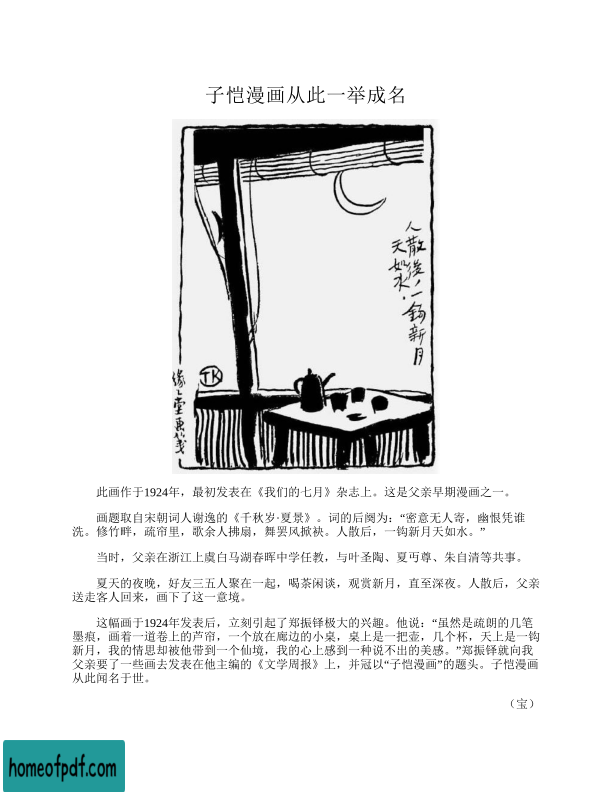 子恺漫画从此一举成名
人散后，一钩新月
天如水。
TK
缘缘堂画笺
此画作于1924年，最初发表在《我们的七月》杂志上。这是父亲早期漫画之一。
画题取自宋朝词人谢逸的《千秋岁·夏景》。词的后阕为：“密意无人寄，幽恨凭谁
洗。修竹畔，疏帘里，歌余人拂扇，舞罢风掀袂。人散后，一钩新月天如水。”
当时，父亲在浙江上虞白马湖春晖中学任教，与叶圣陶、夏丏尊、朱自清等共事。
夏天的夜晚，好友三五人聚在一起，喝茶闲谈，观赏新月，直至深夜。人散后，父亲
送走客人回来，画下了这一意境。
这幅画于1924年发表后，立刻引起了郑振铎极大的兴趣。他说：“虽然是疏朗的几笔
墨痕，画着一道卷上的芦帘，一个放在廊边的小桌，桌上是一把壶，几个杯，天上是一钩
新月，我的情思却被他带到一个仙境，我的心上感到一种说不出的美感。”郑振铎就向我
父亲要了一些画去发表在他主编的《文学周报》上，并冠以“子恺漫画”的题头。子恺漫画
从此闻名于世。
（宝）
homeofpdf.com